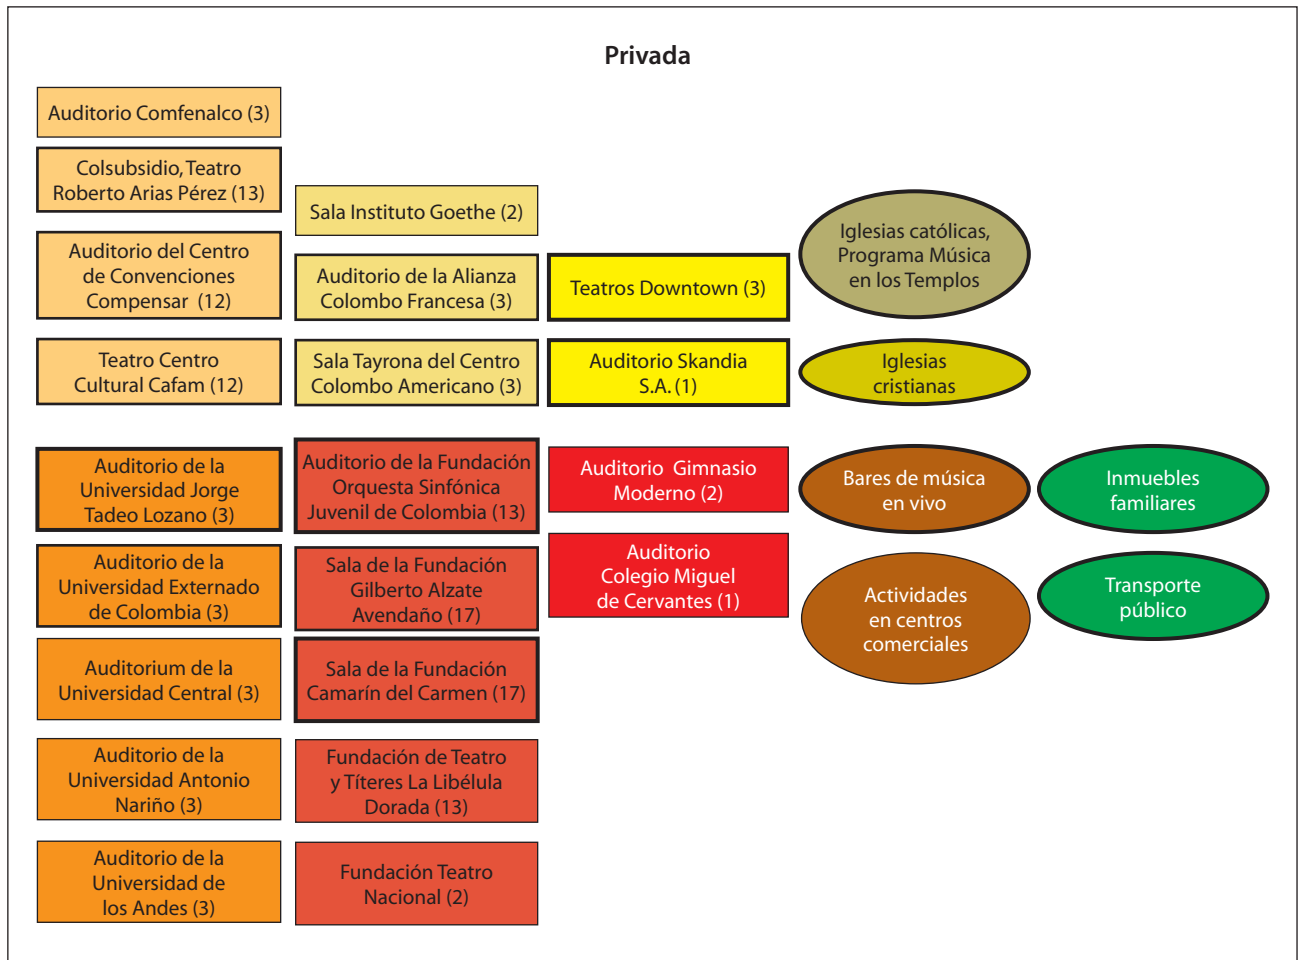 Privada
Auditorio Comfenalco (3)
Colsubsidio, Teatro
Roberto Arias Pérez (13)
Auditorio del Centro
de Convenciones
Compensar (12)
Teatro Centro
Cultural Cafam (12)
Sala Instituto Goethe (2)
Auditorio de la Alianza
Colombo Francesa (3)
Sala Tayrona del Centro
Colombo Americano (3)
Teatros Downtown (3)
Auditorio Skandia
S.A. (1)
Iglesias católicas,
Programa Música
en los Templos
Iglesias
cristianas
Auditorio de la
Universidad Jorge
Tadeo Lozano (3)
Auditorio de la
Universidad Externado
de Colombia (3)
Auditorium de la
Universidad Central (3)
Auditorio de la
Universidad Antonio
Nariño (3)
Auditorio de la
Universidad de
los Andes (3)
Auditorio de la Fundación
Orquesta Sinfónica
Juvenil de Colombia (13)
Sala de la Fundación
Gilberto Alzate
Avendaño (17)
Sala de la Fundación
Camarín del Carmen (17)
Fundación de Teatro
y Títeres La Libélula
Dorada (13)
Fundación Teatro
Nacional (2)
Auditorio Gimnasio
Moderno (2)
Auditorio
Colegio Miguel
de Cervantes (1)
Bares de música
en vivo
Actividades
en centros
comerciales
Inmuebles
familiares
Transporte
público